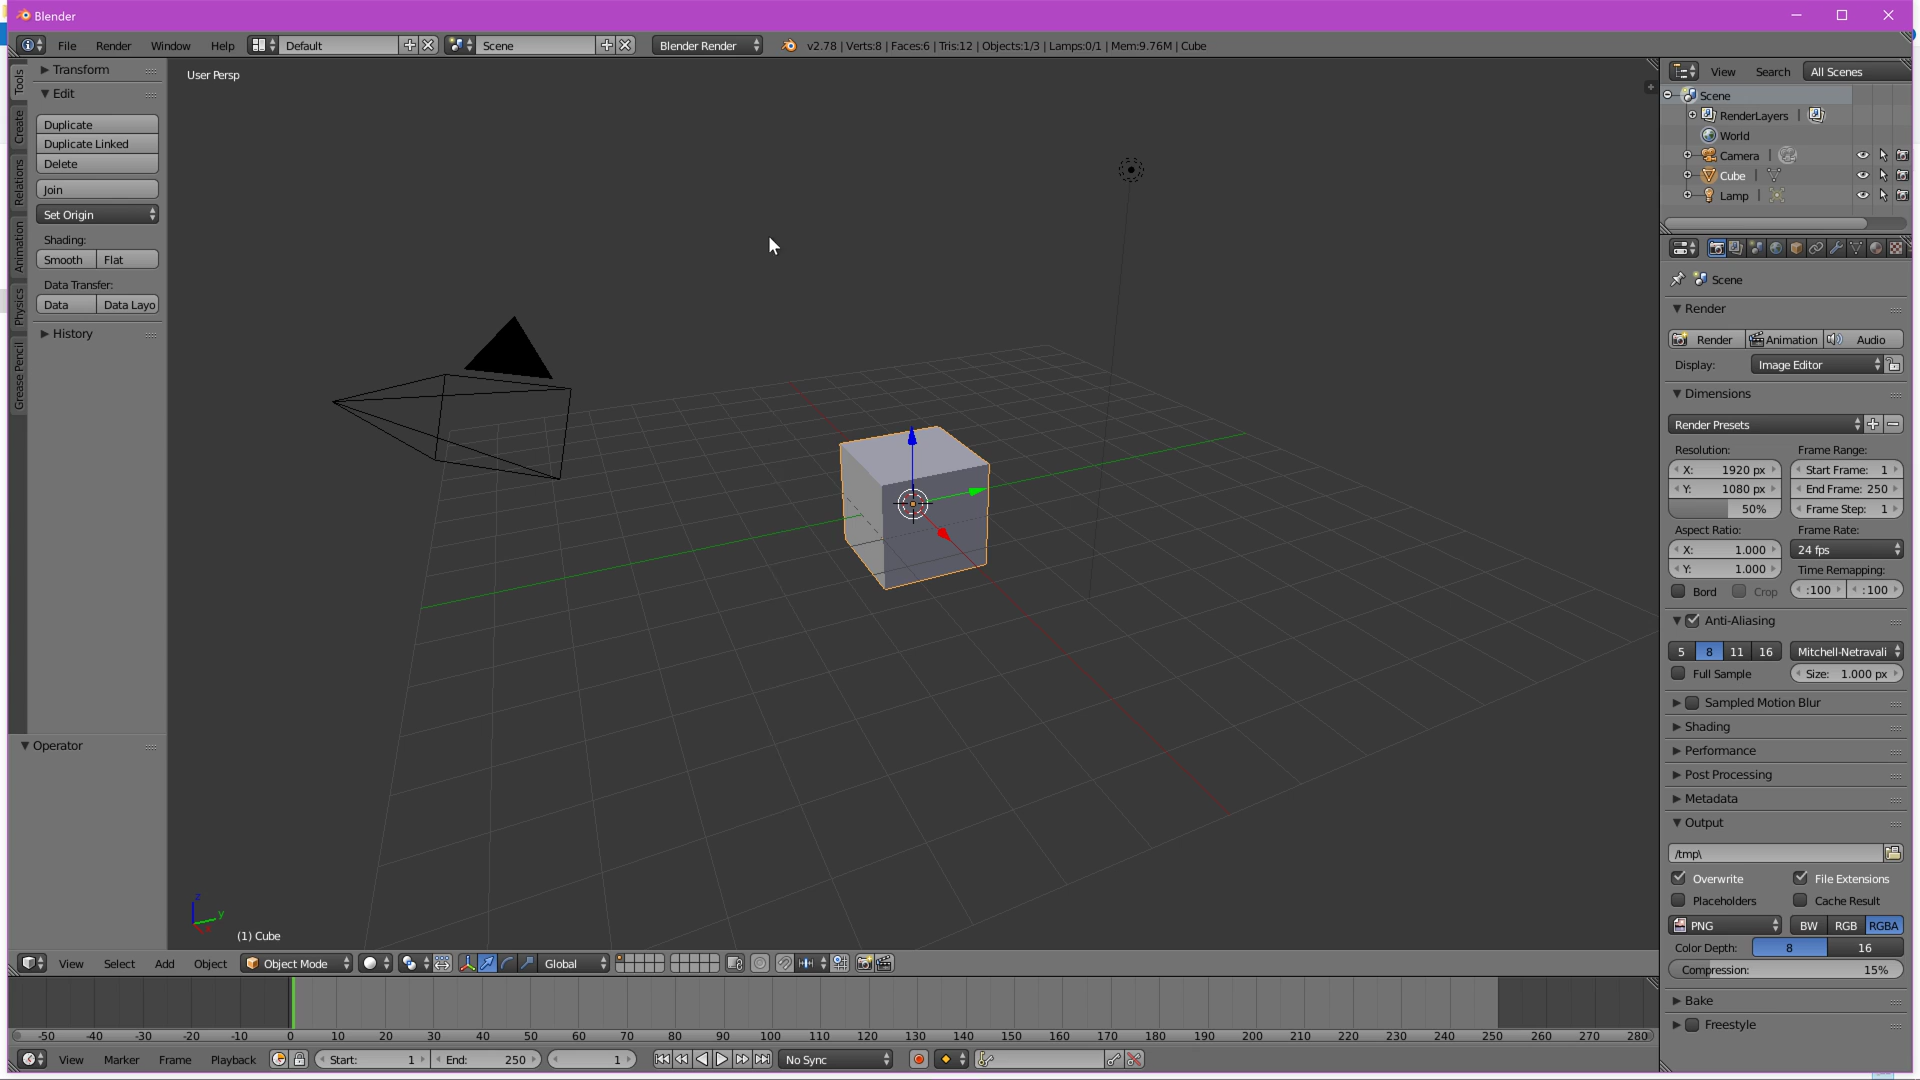 Blender
File Render Window Help Default Scene Blender Render v2.78 | Verts:8 | Faces:6 | Tris:12 | Objects:1/3 | Lamps:0/1 | Mem:9.76M | Cube
Tools
Create
Relations
Animation
Physics
Grease Pencil
Transform
Edit
Duplicate
Duplicate Linked
Delete
Join
Set Origin
Shading:
Smooth Flat
Data Transfer:
Data Data Layo
History
Operator
User Persp
z
y
x
(1) Cube
View Select Add Object Object Mode Global
-50 -40 -30 -20 -10 0 10 20 30 40 50 60 70 80 90 100 110 120 130 140 150 160 170 180 190 200 210 220 230 240 250 260 270 280
View Marker Frame Playback Start: 1 End: 250 1 No Sync
View Search All Scenes
Scene
RenderLayers |
World
Camera |
Cube |
Lamp |
Scene
Render
Render Animation Audio
Display: Image Editor
Dimensions
Render Presets
Resolution: Frame Range:
X: 1920 px Start Frame: 1
Y: 1080 px End Frame: 250
50% Frame Step: 1
Aspect Ratio: Frame Rate:
X: 1.000 24 fps
Y: 1.000 Time Remapping:
Bord Crop :100 :100
Anti-Aliasing
5 8 11 16 Mitchell-Netravali
Full Sample Size: 1.000 px
Sampled Motion Blur
Shading
Performance
Post Processing
Metadata
Output
/tmp\
Overwrite File Extensions
Placeholders Cache Result
PNG BW RGB RGBA
Color Depth: 8 16
Compression: 15%
Bake
Freestyle